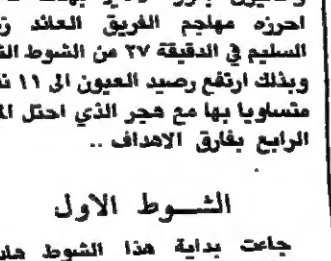 احرزه مهاجم الفريق العائد
السليم في الدقيقة ٢٧ من الشوط
وبذلك ارتفع رصيد العيون الى ١١
متساويا بها مع هجر الذي احتل
الرابع بفارق الاهداف ..
الشــوط الاول
جاءت بداية هذا الشوط